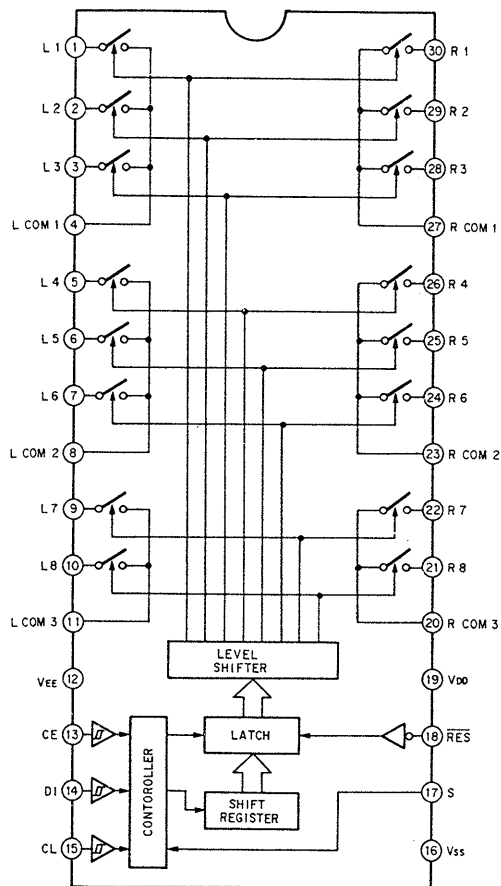 L 1 1 30 R 1
L 2 2 29 R 2
L 3 3 28 R 3
L COM 1 4 27 R COM 1
L 4 5 26 R 4
L 5 6 25 R 5
L 6 7 24 R 6
L COM 2 8 23 R COM 2
L 7 9 22 R 7
L 8 10 21 R 8
L COM 3 11 20 R COM 3
LEVEL
SHIFTER
VEE 12 19 VDD
CE 13 LATCH 18 RES
CONTOROLLER
DI 14 17 S
SHIFT
REGISTER
CL 15 16 Vss